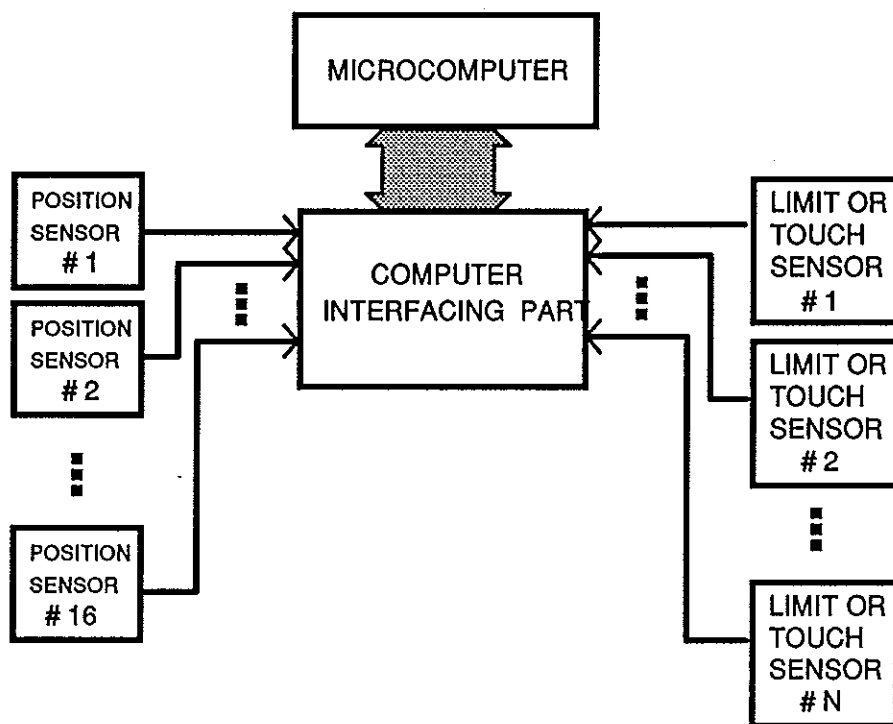 MICROCOMPUTER
POSITION
SENSOR
# 1
POSITION
SENSOR
# 2
POSITION
SENSOR
# 16
COMPUTER
INTERFACING PART
LIMIT OR
TOUCH
SENSOR
# 1
LIMIT OR
TOUCH
SENSOR
# 2
LIMIT OR
TOUCH
SENSOR
# N